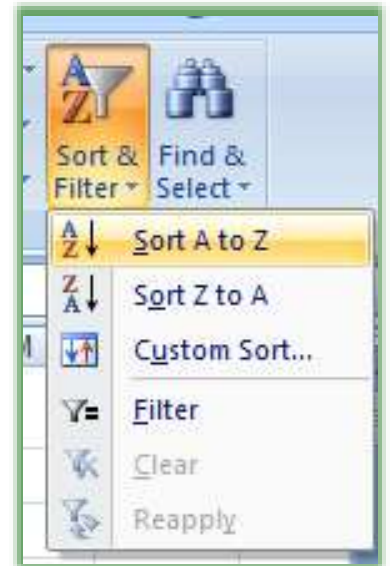 Sort & Find &
Filter Select
Sort A to Z
Sort Z to A
M
Custom Sort...
Filter
Clear
Reapply